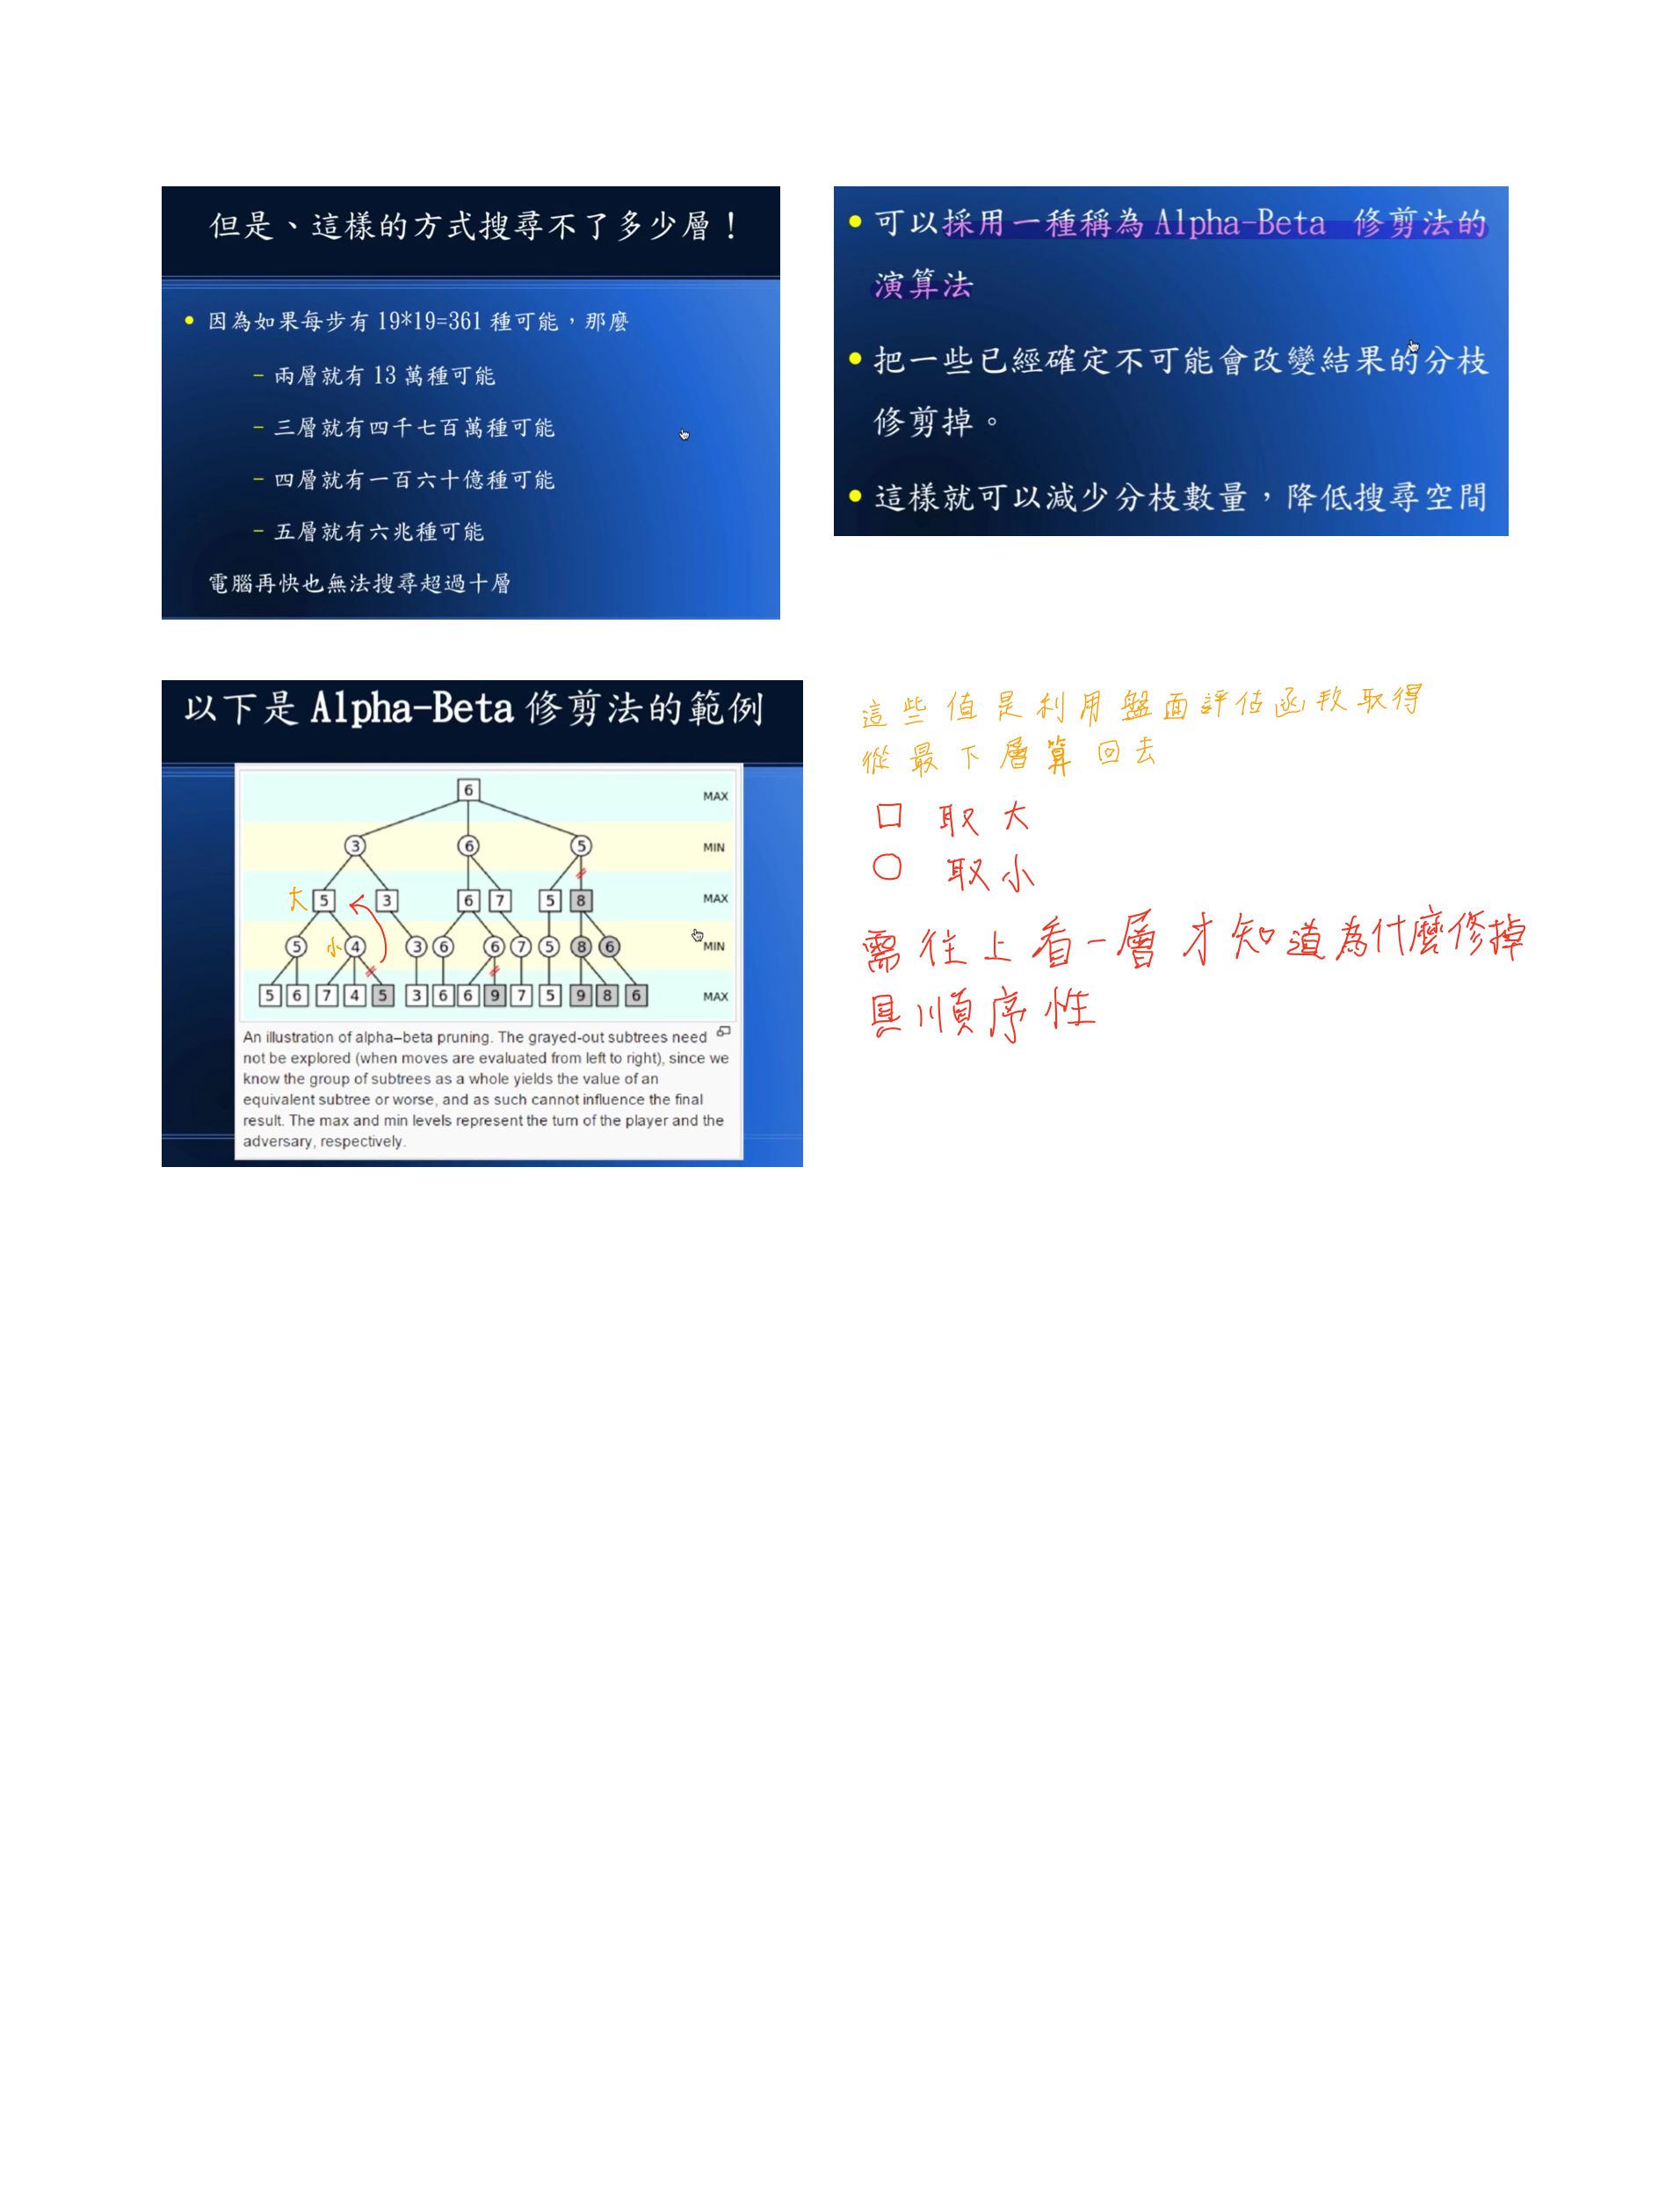 但是、這樣的方式搜尋不了多少層！
因為如果每步有 19*19=361 種可能，那麼
– 兩層就有 13 萬種可能
– 三層就有四千七百萬種可能
– 四層就有一百六十億種可能
– 五層就有六兆種可能
電腦再快也無法搜尋超過十層
可以採用一種稱為 Alpha-Beta 修剪法的
演算法
把一些已經確定不可能會改變結果的分枝
修剪掉。
這樣就可以減少分枝數量，降低搜尋空間
以下是 Alpha-Beta 修剪法的範例
6 MAX
3 6 5 MIN
大 5 3 6 7 5 8 MAX
5 小 4 3 6 6 7 5 8 6 MIN
5 6 7 4 5 3 6 6 9 7 5 9 8 6 MAX
An illustration of alpha–beta pruning. The grayed-out subtrees need
not be explored (when moves are evaluated from left to right), since we
know the group of subtrees as a whole yields the value of an
equivalent subtree or worse, and as such cannot influence the final
result. The max and min levels represent the turn of the player and the
adversary, respectively.
這些值是利用盤面評估函數取得
從最下層算回去
□ 取大
○ 取小
需往上看一層才知道為什麼修掉
具順序性